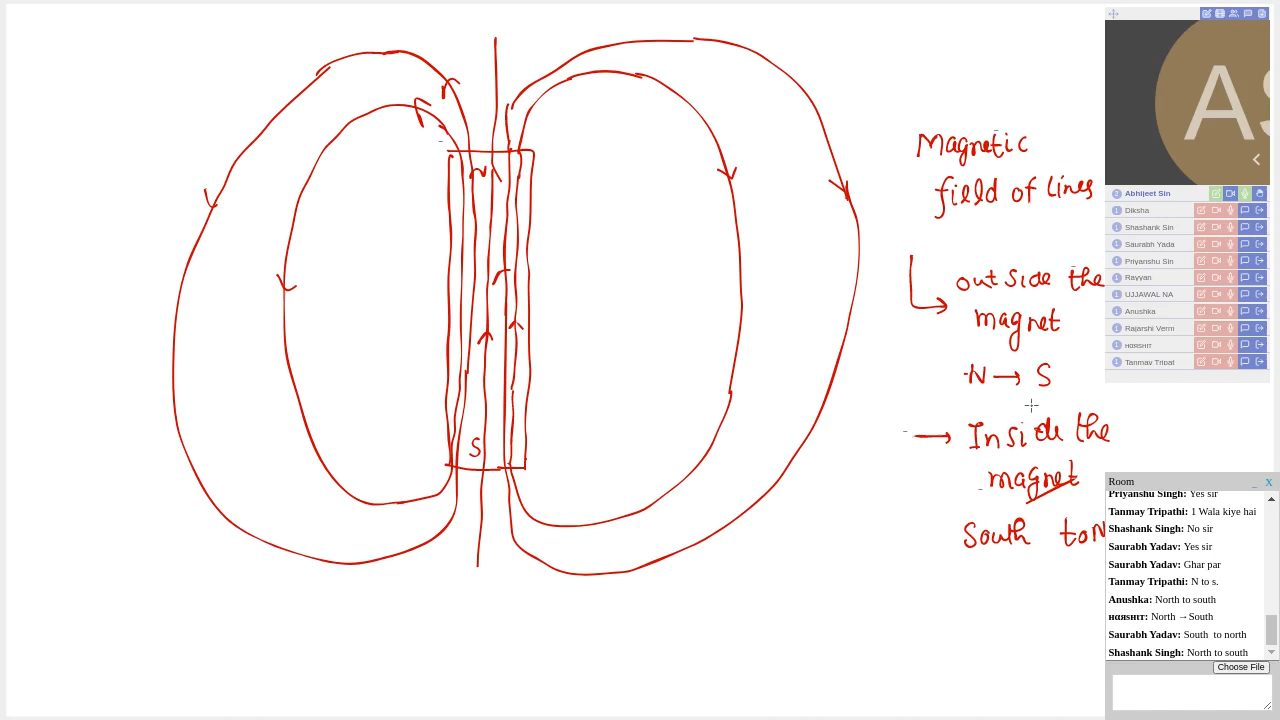 N
S
Magnetic
field of lines
outside the
magnet
N → S
→ Inside the
magnet
South to N
AS
Abhijeet Sin
Diksha
Shashank Sin
Saurabh Yada
Priyanshu Sin
Rayyan
UJJAWAL NA
Anushka
Rajarshi Verm
нαяѕнιт
Tanmay Tripat
Room
_ X
Priyanshu Singh: Yes sir
Tanmay Tripathi: 1 Wala kiye hai
Shashank Singh: No sir
Saurabh Yadav: Yes sir
Saurabh Yadav: Ghar par
Tanmay Tripathi: N to s.
Anushka: North to south
нαяѕнιт: North →South
Saurabh Yadav: South to north
Shashank Singh: North to south
Choose File